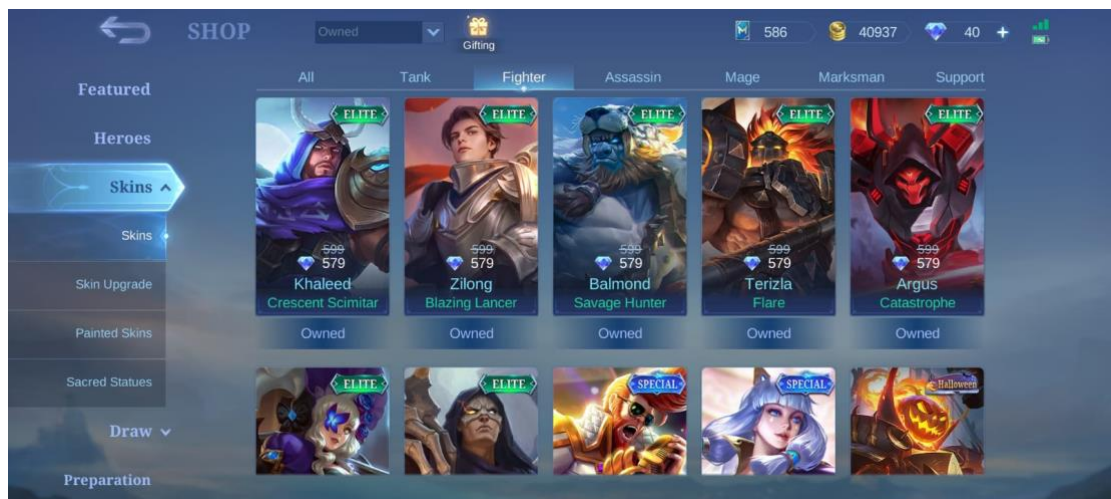 SHOP
Owned
Gifting
586
40937
40
+
Featured
Heroes
Skins
Skins
Skin Upgrade
Painted Skins
Sacred Statues
Draw
Preparation
All
Tank
Fighter
Assassin
Mage
Marksman
Support
ELITE
599
579
Khaleed
Crescent Scimitar
Owned
ELITE
599
579
Zilong
Blazing Lancer
Owned
ELITE
599
579
Balmond
Savage Hunter
Owned
ELITE
599
579
Terizla
Flare
Owned
ELITE
599
579
Argus
Catastrophe
Owned
ELITE
ELITE
SPECIAL
SPECIAL
Halloween